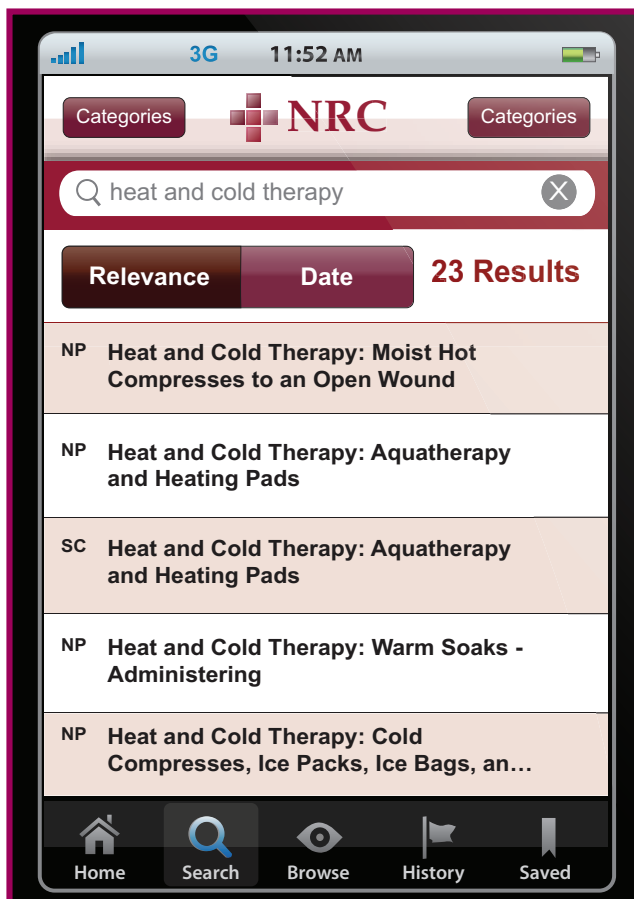 3G 11:52 AM
Categories NRC Categories
heat and cold therapy X
Relevance Date 23 Results
NP Heat and Cold Therapy: Moist Hot
Compresses to an Open Wound
NP Heat and Cold Therapy: Aquatherapy
and Heating Pads
SC Heat and Cold Therapy: Aquatherapy
and Heating Pads
NP Heat and Cold Therapy: Warm Soaks -
Administering
NP Heat and Cold Therapy: Cold
Compresses, Ice Packs, Ice Bags, an…
Home Search Browse History Saved